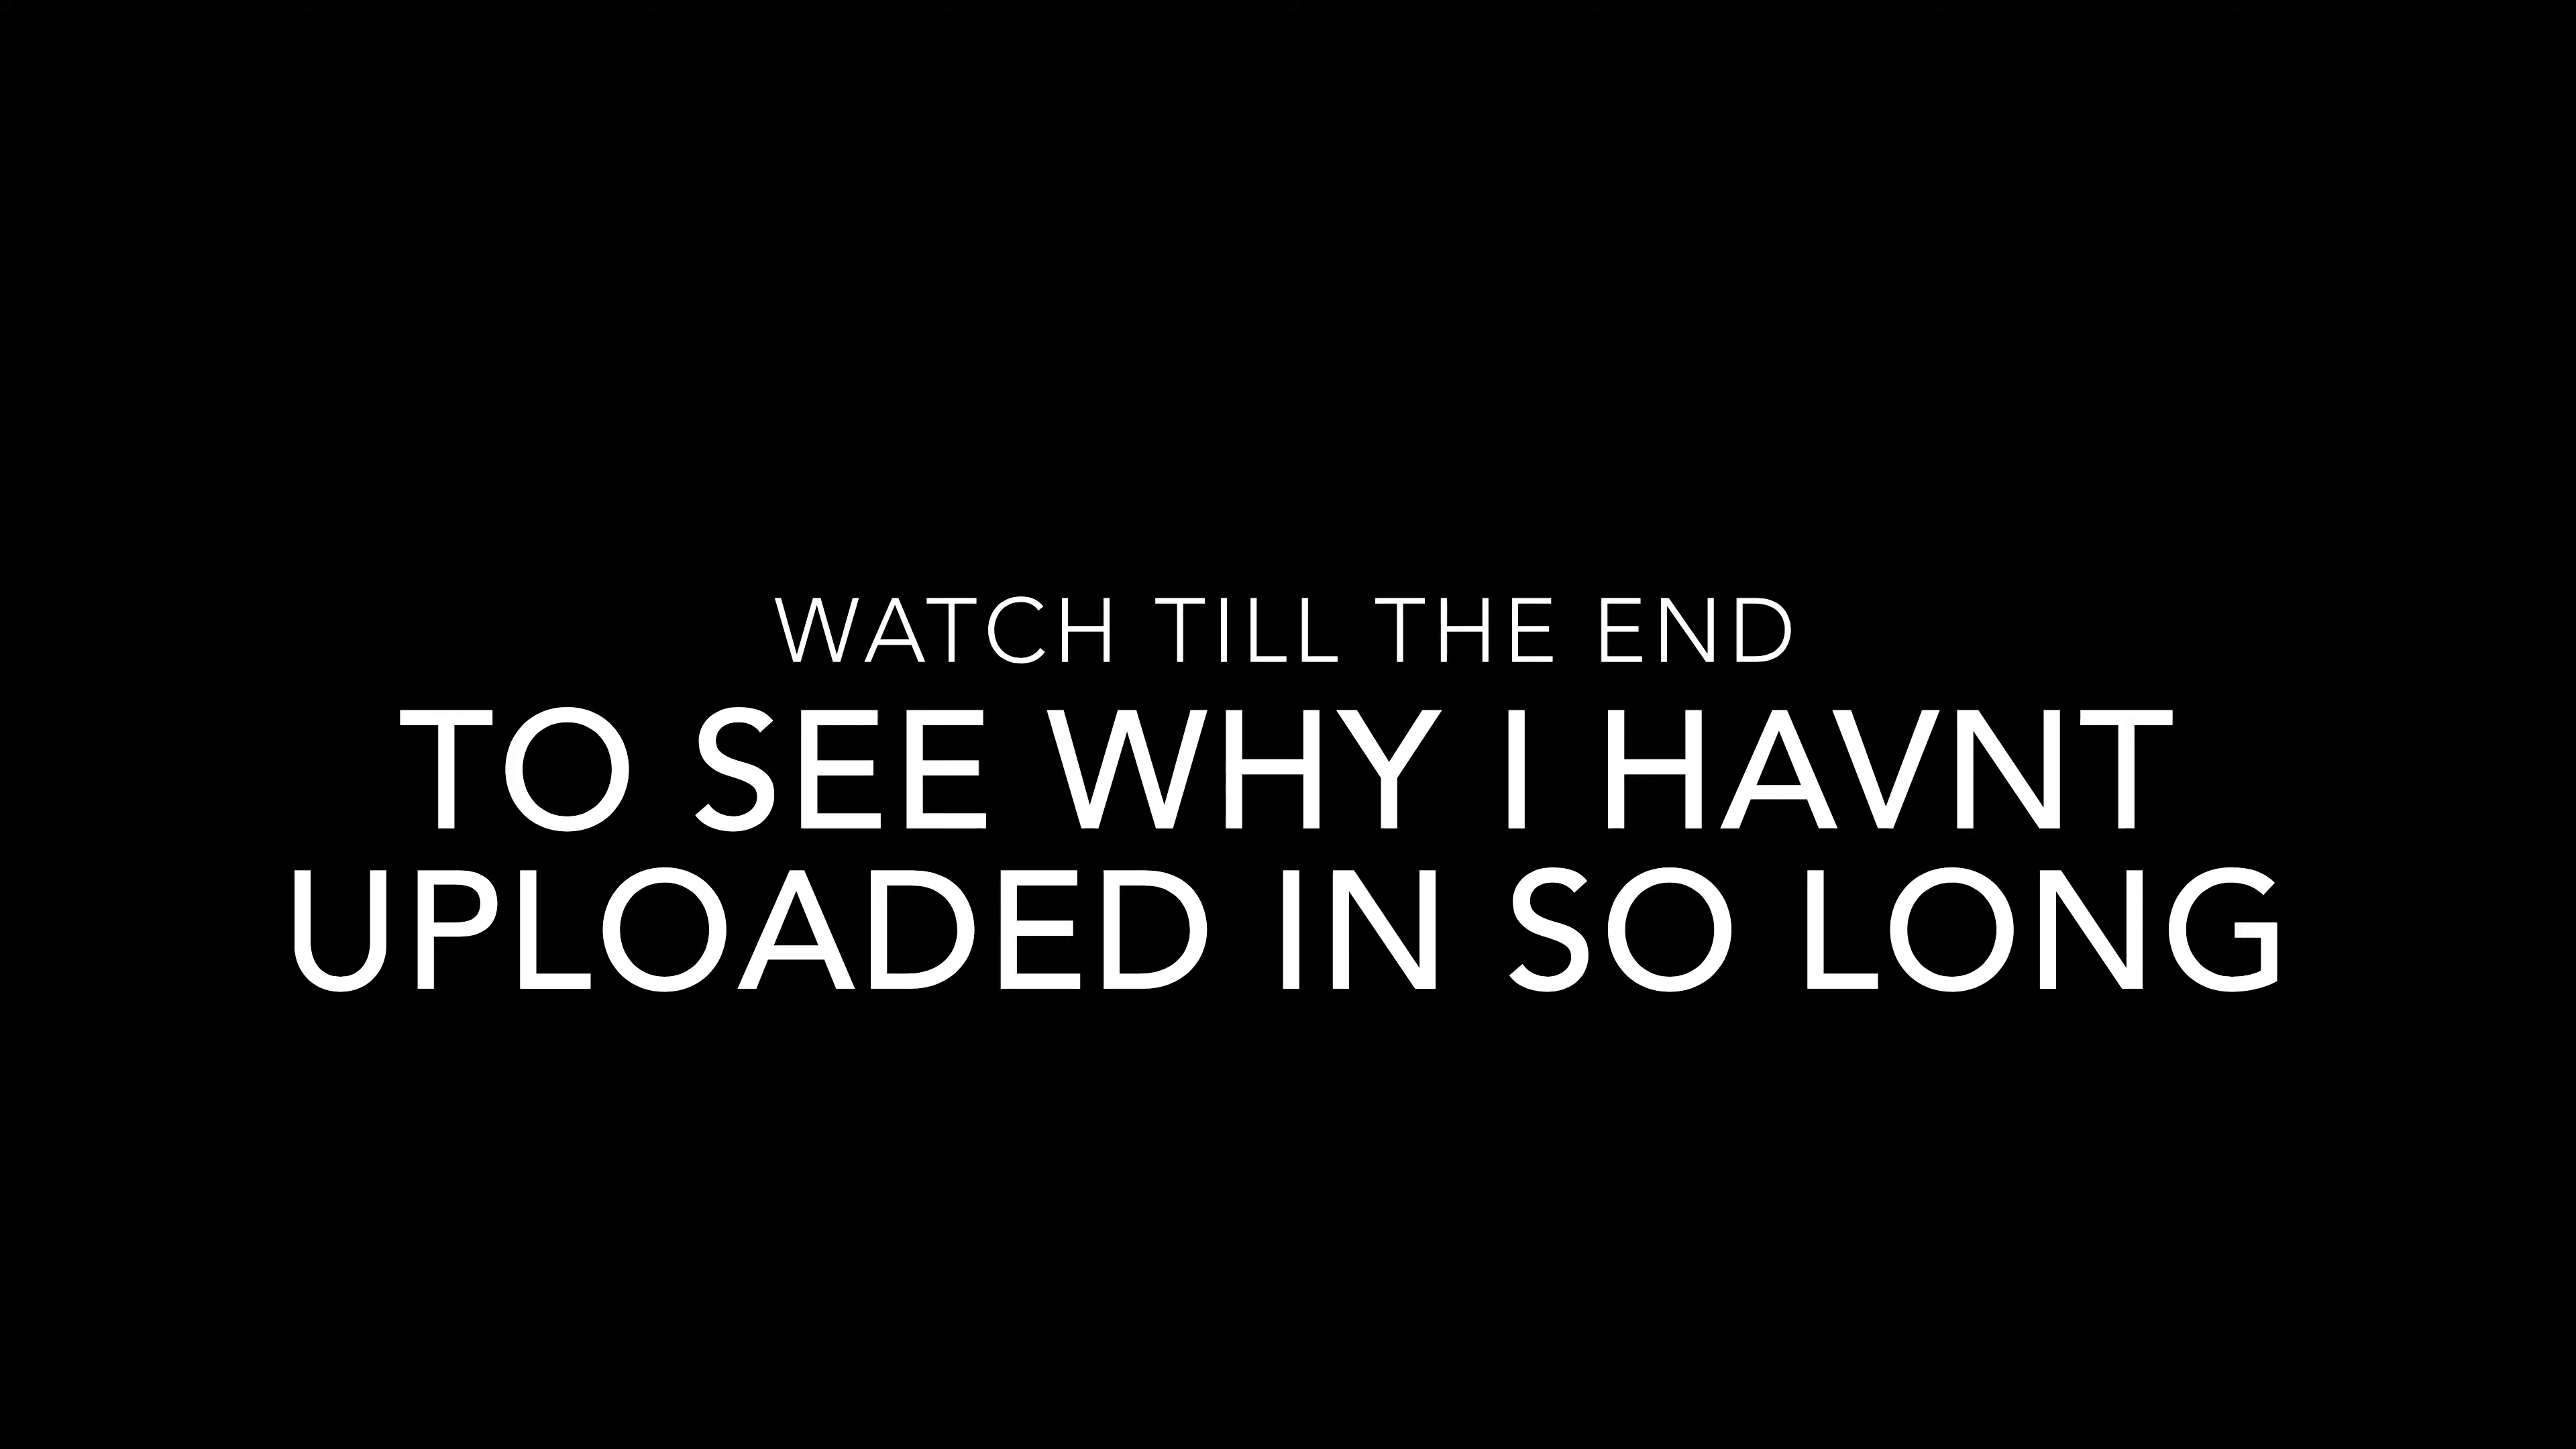 WATCH TILL THE END
TO SEE WHY I HAVNT
UPLOADED IN SO LONG